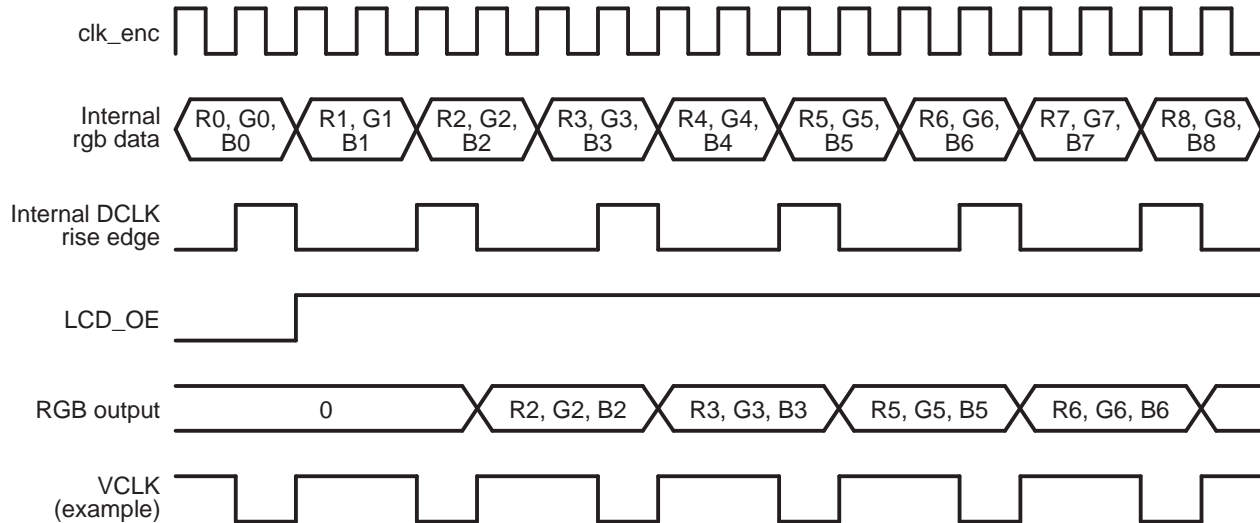 clk_enc
Internal
rgb data
R0, G0,
B0
R1, G1
B1
R2, G2,
B2
R3, G3,
B3
R4, G4,
B4
R5, G5,
B5
R6, G6,
B6
R7, G7,
B7
R8, G8,
B8
Internal DCLK
rise edge
LCD_OE
RGB output
0
R2, G2, B2
R3, G3, B3
R5, G5, B5
R6, G6, B6
VCLK
(example)